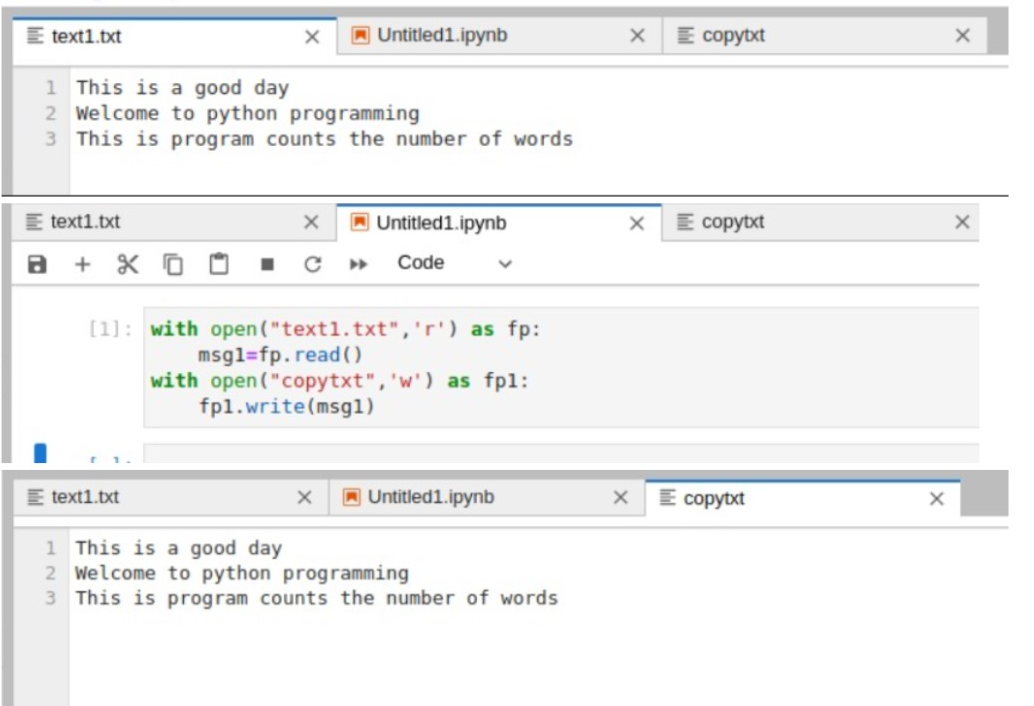 text1.txt Untitled1.ipynb copytxt
1 This is a good day
2 Welcome to python programming
3 This is program counts the number of words
text1.txt Untitled1.ipynb copytxt
Code
[1]: with open("text1.txt",'r') as fp:
msg1=fp.read()
with open("copytxt",'w') as fp1:
fp1.write(msg1)
[ ]:
text1.txt Untitled1.ipynb copytxt
1 This is a good day
2 Welcome to python programming
3 This is program counts the number of words